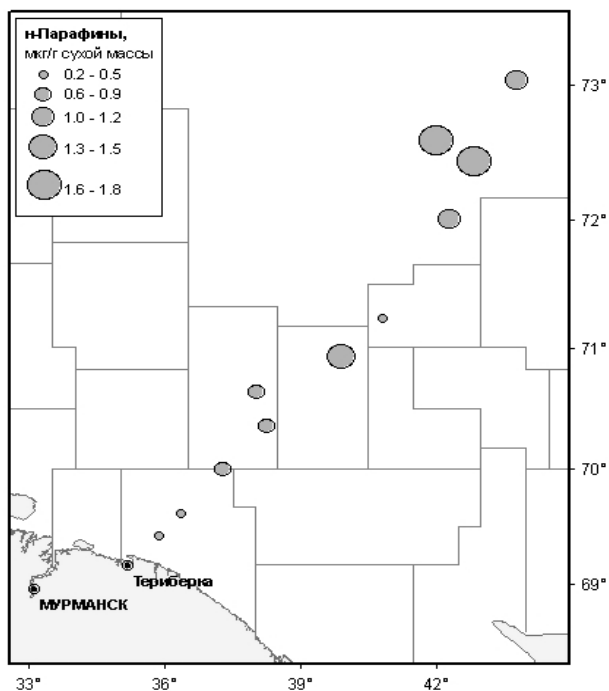 н-Парафины,
мкг/г сухой массы
0.2 - 0.5
0.6 - 0.9
1.0 - 1.2
1.3 - 1.5
1.6 - 1.8
73°
72°
71°
70°
69°
Териберка
МУРМАНСК
33° 36° 39° 42°